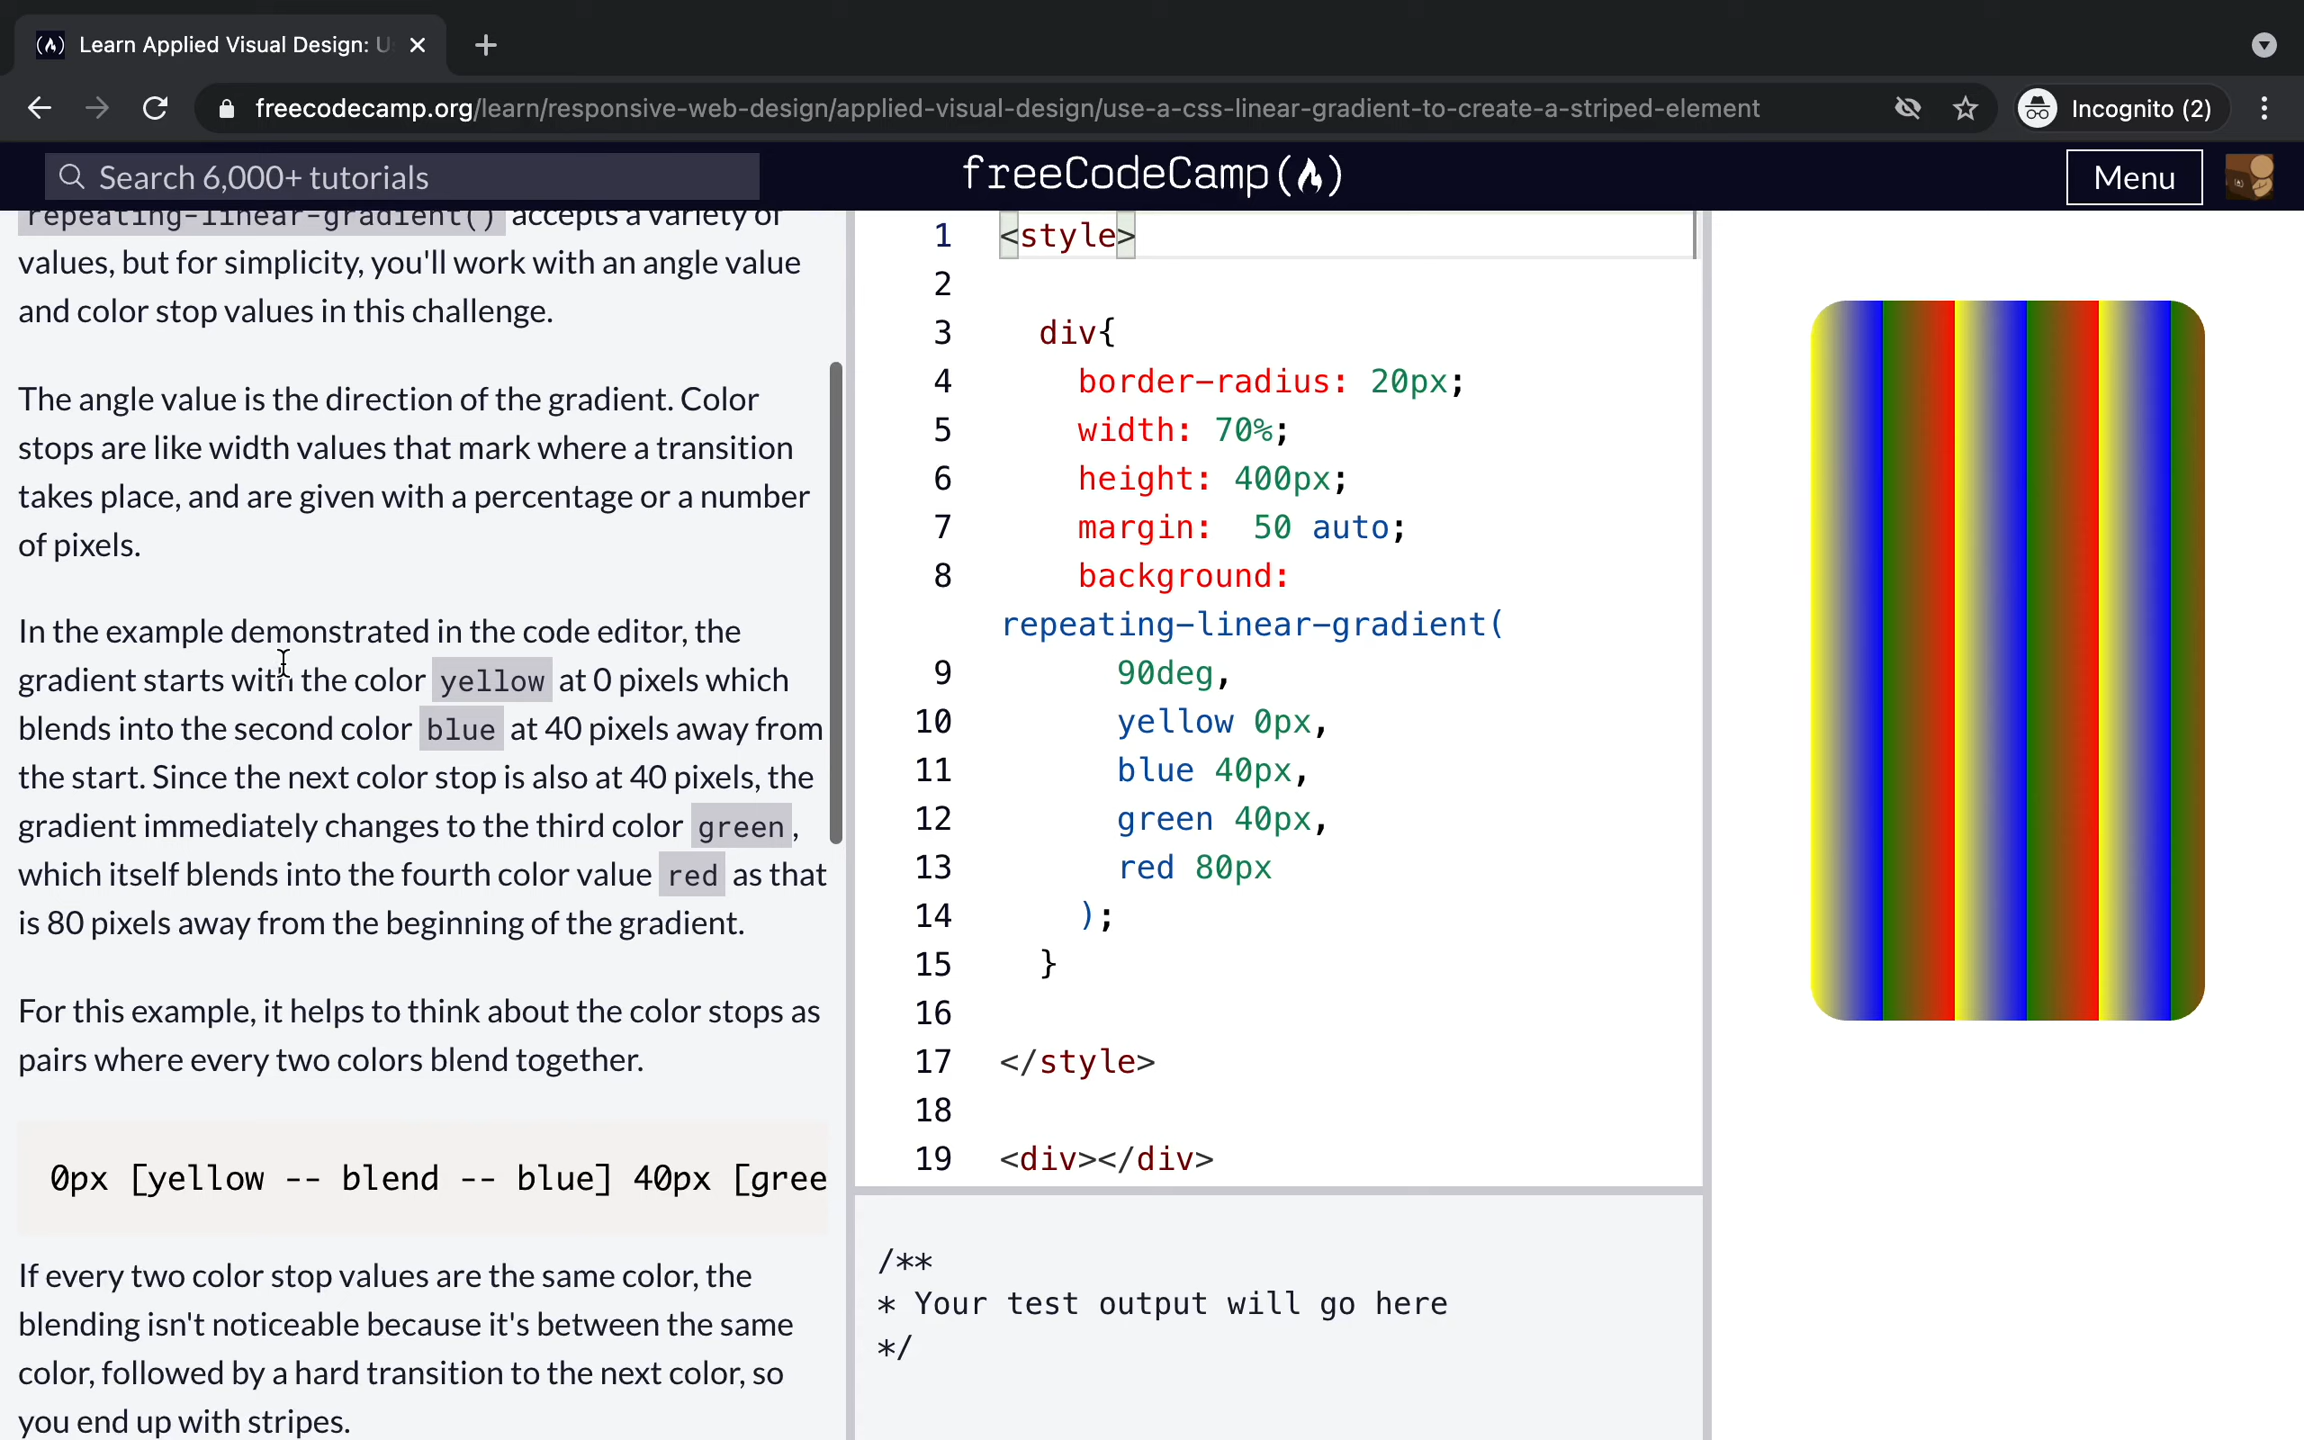 Learn Applied Visual Design: U
freecodecamp.org/learn/responsive-web-design/applied-visual-design/use-a-css-linear-gradient-to-create-a-striped-element
Incognito (2)
Search 6,000+ tutorials
freeCodeCamp(🔥)
Menu
repeating-linear-gradient() accepts a variety of
values, but for simplicity, you'll work with an angle value
and color stop values in this challenge.
The angle value is the direction of the gradient. Color
stops are like width values that mark where a transition
takes place, and are given with a percentage or a number
of pixels.
In the example demonstrated in the code editor, the
gradient starts with the color yellow at 0 pixels which
blends into the second color blue at 40 pixels away from
the start. Since the next color stop is also at 40 pixels, the
gradient immediately changes to the third color green,
which itself blends into the fourth color value red as that
is 80 pixels away from the beginning of the gradient.
For this example, it helps to think about the color stops as
pairs where every two colors blend together.
0px [yellow -- blend -- blue] 40px [gree
If every two color stop values are the same color, the
blending isn't noticeable because it's between the same
color, followed by a hard transition to the next color, so
you end up with stripes.
1 <style>
2
3 div{
4 border-radius: 20px;
5 width: 70%;
6 height: 400px;
7 margin:  50 auto;
8 background:
repeating-linear-gradient(
9 90deg,
10 yellow 0px,
11 blue 40px,
12 green 40px,
13 red 80px
14 );
15 }
16
17 </style>
18
19 <div></div>
/**
* Your test output will go here
*/